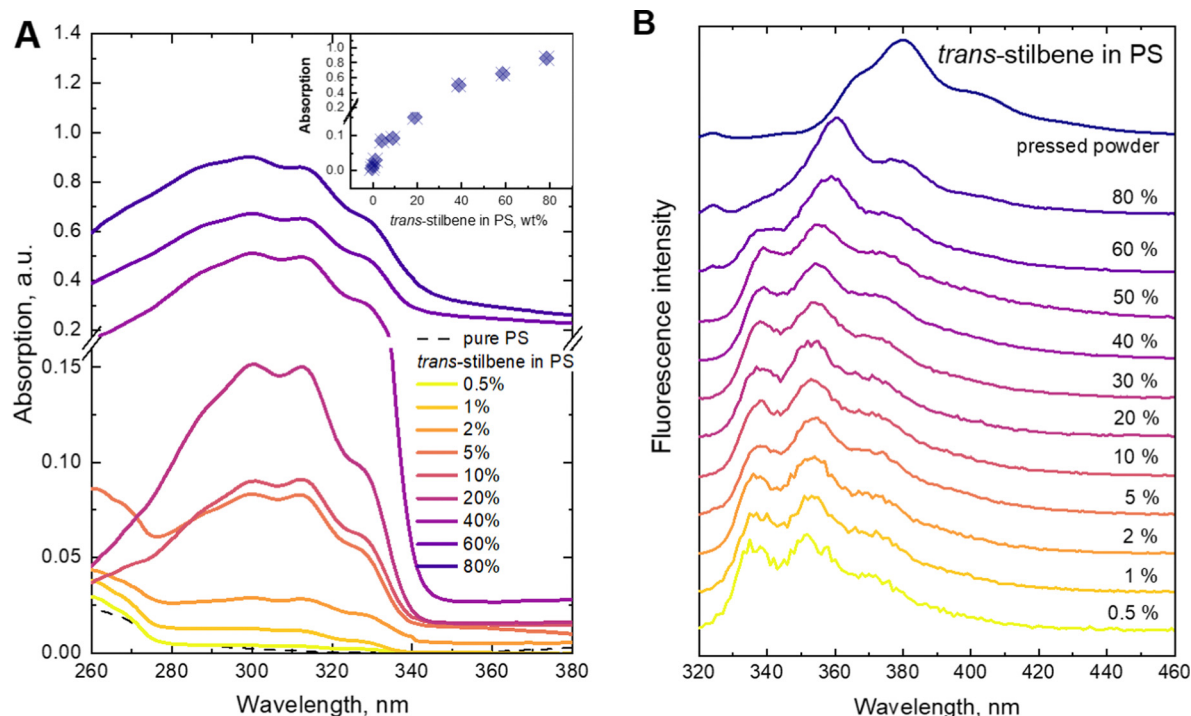 A
1.4
1.2
1.0
0.8
0.6
0.4
0.2
0.15
0.10
0.05
0.00
260 280 300 320 340 360 380
Wavelength, nm
Absorption, a.u.
1.0
0.8
0.6
0.4
0.2
0.1
0.0
0 20 40 60 80
Absorption
trans-stilbene in PS, wt%
pure PS
trans-stilbene in PS
0.5%
1%
2%
5%
10%
20%
40%
60%
80%
B
trans-stilbene in PS
pressed powder
80 %
60 %
50 %
40 %
30 %
20 %
10 %
5 %
2 %
1 %
0.5 %
Fluorescence intensity
320 340 360 380 400 420 440 460
Wavelength, nm